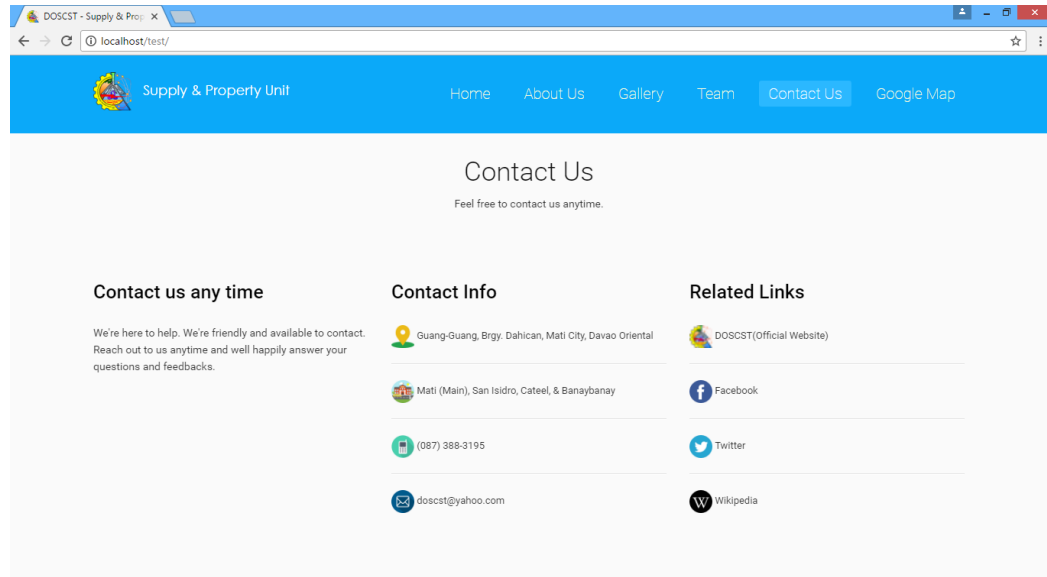 DOSCST - Supply & Prop
localhost/test/
Supply & Property Unit
Home About Us Gallery Team Contact Us Google Map
Contact Us
Feel free to contact us anytime.
Contact us any time
We're here to help. We're friendly and available to contact.
Reach out to us anytime and well happily answer your
questions and feedbacks.
Contact Info
Guang-Guang, Brgy. Dahican, Mati City, Davao Oriental
Mati (Main), San Isidro, Cateel, & Banaybanay
(087) 388-3195
doscst@yahoo.com
Related Links
DOSCST(Official Website)
Facebook
Twitter
W Wikipedia